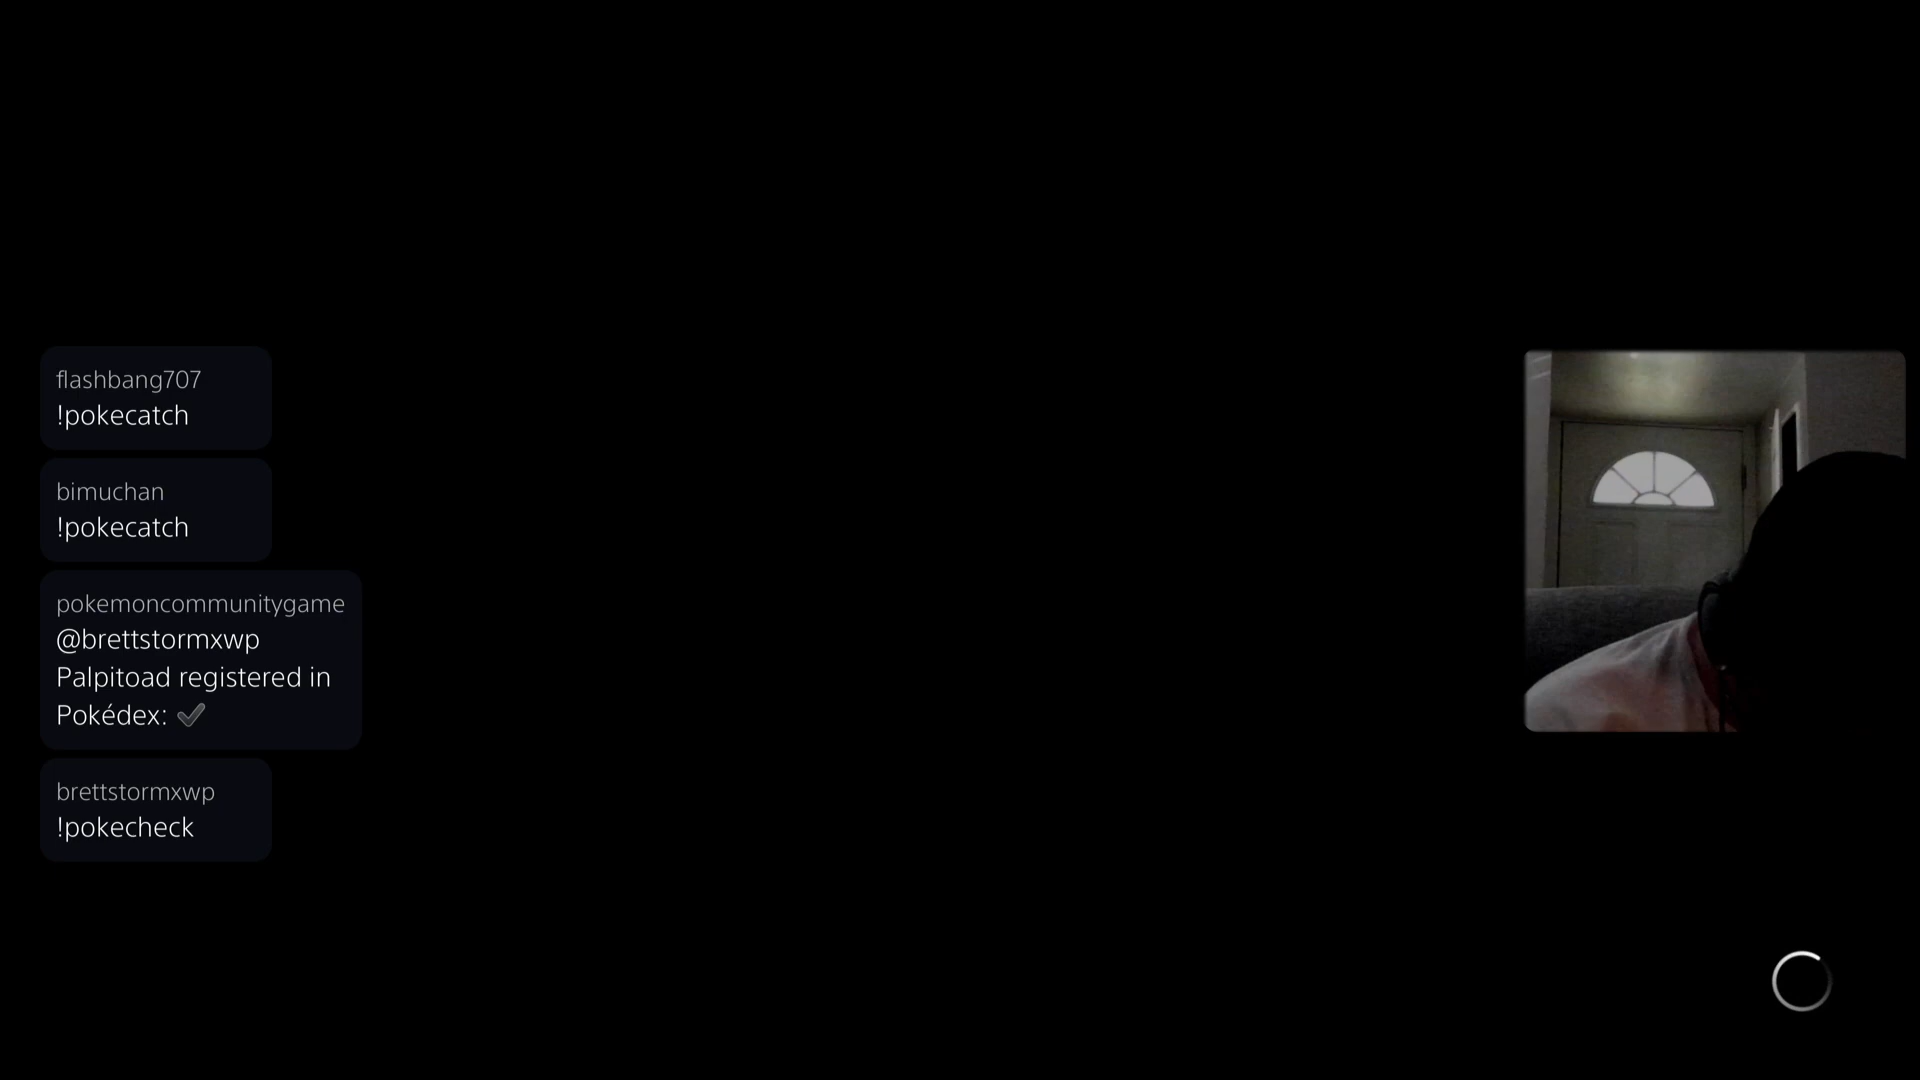 flashbang707
!pokecatch
bimuchan
!pokecatch
pokemoncommunitygame
@brettstormxwp
Palpitoad registered in
Pokédex: ✔
brettstormxwp
!pokecheck